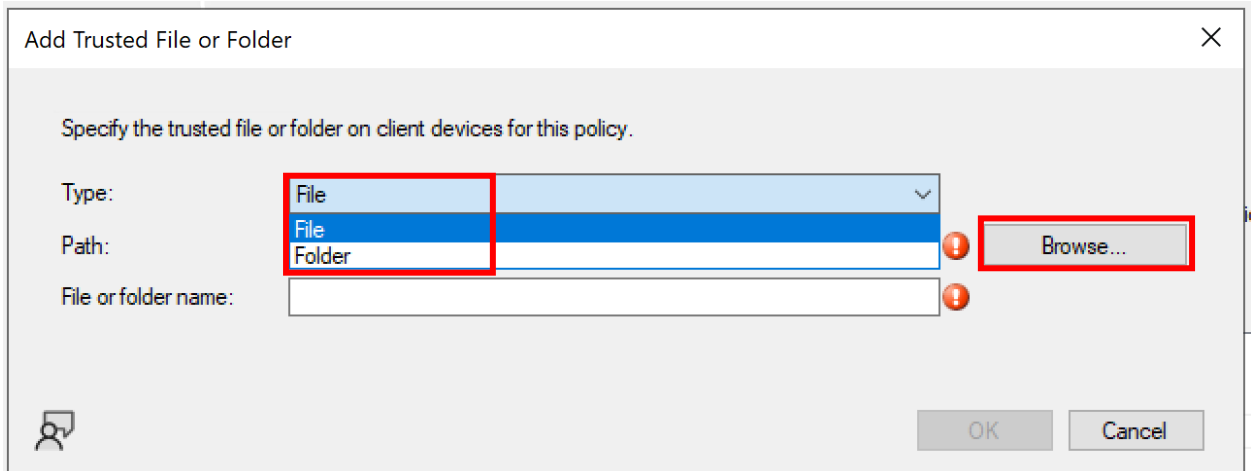 Add Trusted File or Folder
Specify the trusted file or folder on client devices for this policy.
Type:
File
File
Folder
Path:
Browse...
File or folder name:
OK
Cancel